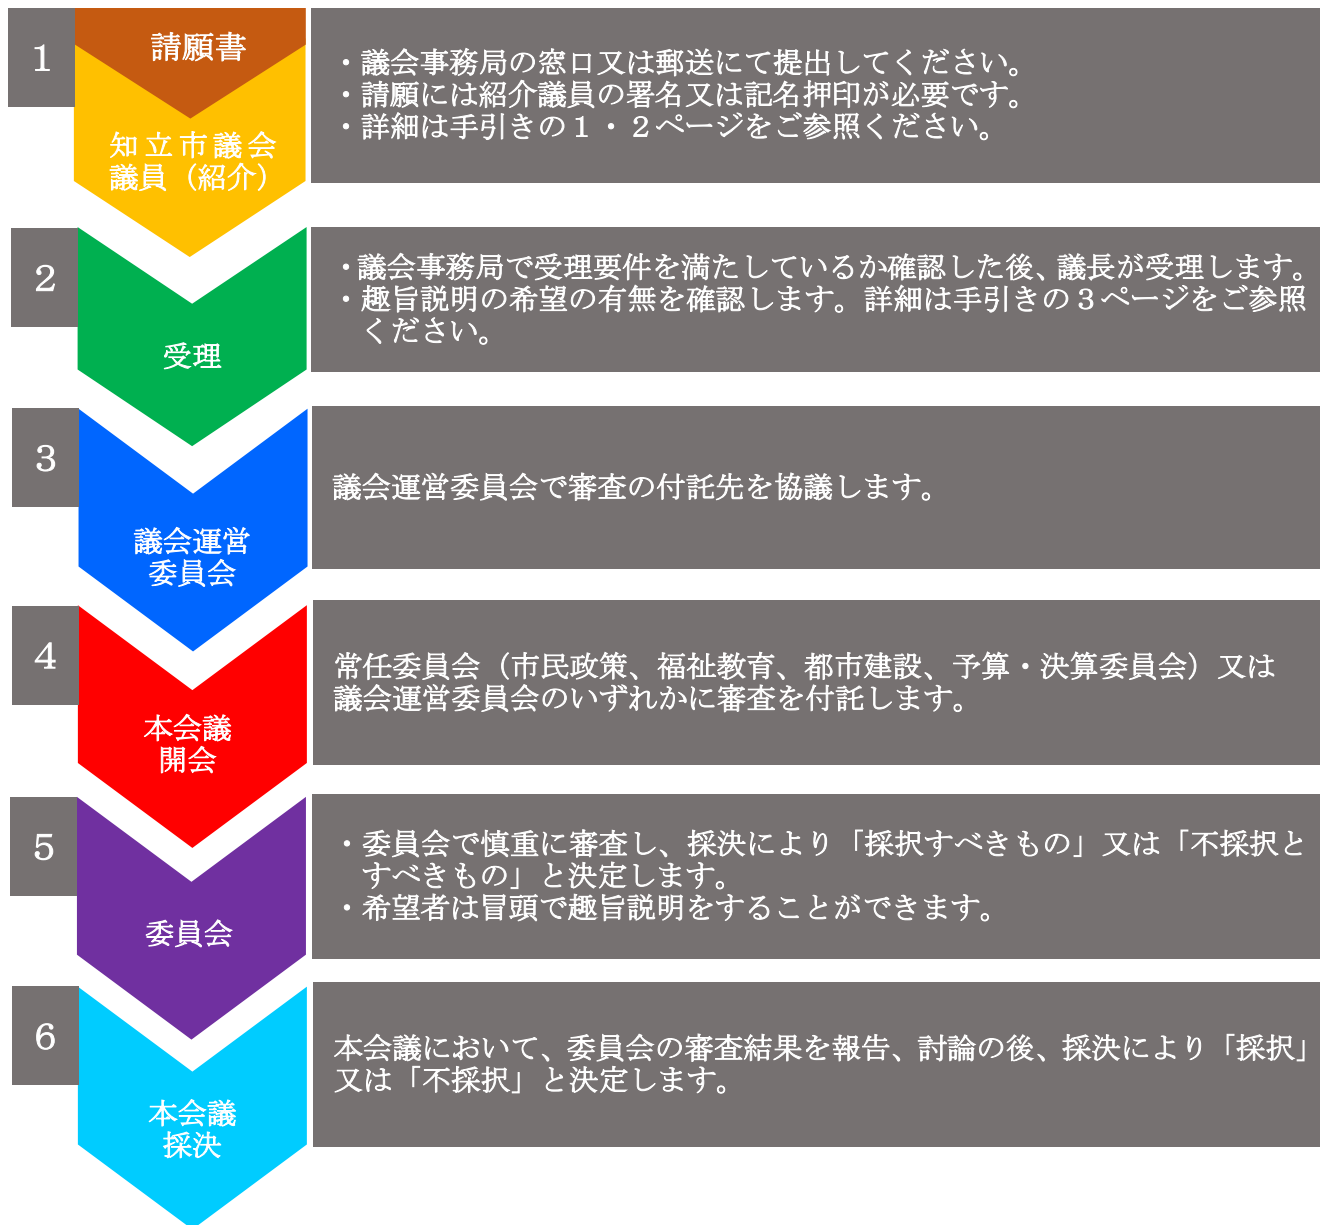 1
請願書
知立市議会
議員（紹介）
・議会事務局の窓口又は郵送にて提出してください。
・請願には紹介議員の署名又は記名押印が必要です。
・詳細は手引きの１・２ページをご参照ください。
2
受理
・議会事務局で受理要件を満たしているか確認した後、議長が受理します。
・趣旨説明の希望の有無を確認します。詳細は手引きの３ページをご参照
ください。
3
議会運営
委員会
議会運営委員会で審査の付託先を協議します。
4
本会議
開会
常任委員会（市民政策、福祉教育、都市建設、予算・決算委員会）又は
議会運営委員会のいずれかに審査を付託します。
5
委員会
・委員会で慎重に審査し、採決により「採択すべきもの」又は「不採択と
すべきもの」と決定します。
・希望者は冒頭で趣旨説明をすることができます。
6
本会議
採決
本会議において、委員会の審査結果を報告、討論の後、採決により「採択」
又は「不採択」と決定します。